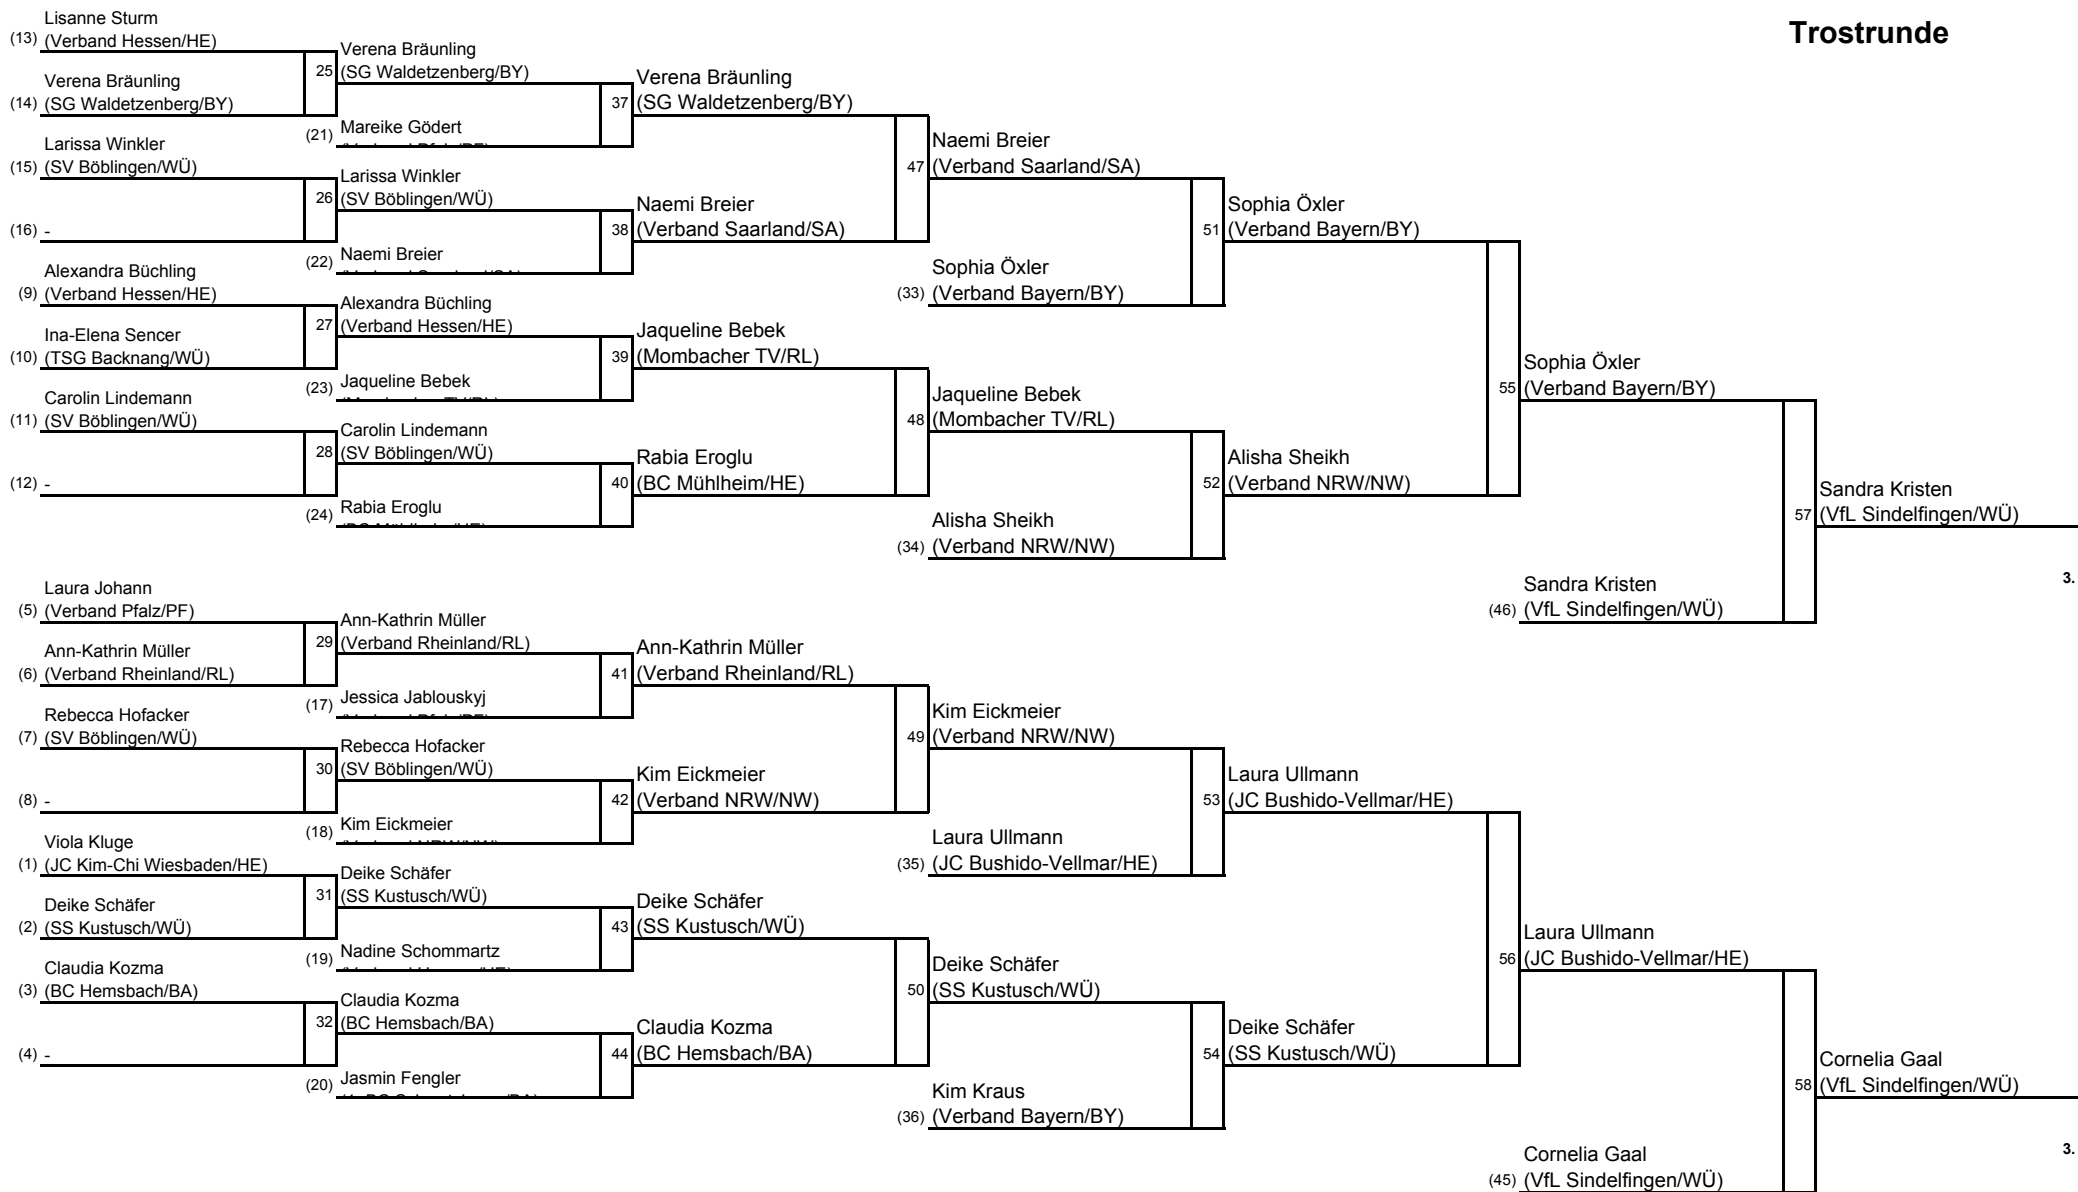 Trostrunde
Lisanne Sturm
(13) (Verband Hessen/HE)
Verena Bräunling
(14) (SG Waldetzenberg/BY)
Larissa Winkler
(15) (SV Böblingen/WÜ)
(16) -
Alexandra Büchling
(9) (Verband Hessen/HE)
Ina-Elena Sencer
(10) (TSG Backnang/WÜ)
Carolin Lindemann
(11) (SV Böblingen/WÜ)
(12) -
Laura Johann
(5) (Verband Pfalz/PF)
Ann-Kathrin Müller
(6) (Verband Rheinland/RL)
Rebecca Hofacker
(7) (SV Böblingen/WÜ)
(8) -
Viola Kluge
(1) (JC Kim-Chi Wiesbaden/HE)
Deike Schäfer
(2) (SS Kustusch/WÜ)
Claudia Kozma
(3) (BC Hemsbach/BA)
(4) -
Verena Bräunling
25 (SG Waldetzenberg/BY)
(21) Mareike Gödert
Larissa Winkler
26 (SV Böblingen/WÜ)
(22) Naemi Breier
Alexandra Büchling
27 (Verband Hessen/HE)
(23) Jaqueline Bebek
Carolin Lindemann
28 (SV Böblingen/WÜ)
(24) Rabia Eroglu
Ann-Kathrin Müller
29 (Verband Rheinland/RL)
(17) Jessica Jablouskyj
Rebecca Hofacker
30 (SV Böblingen/WÜ)
(18) Kim Eickmeier
Deike Schäfer
31 (SS Kustusch/WÜ)
(19) Nadine Schommartz
Claudia Kozma
32 (BC Hemsbach/BA)
(20) Jasmin Fengler
Verena Bräunling
37 (SG Waldetzenberg/BY)
Naemi Breier
38 (Verband Saarland/SA)
Jaqueline Bebek
39 (Mombacher TV/RL)
Rabia Eroglu
40 (BC Mühlheim/HE)
Ann-Kathrin Müller
41 (Verband Rheinland/RL)
Kim Eickmeier
42 (Verband NRW/NW)
Deike Schäfer
43 (SS Kustusch/WÜ)
Claudia Kozma
44 (BC Hemsbach/BA)
Naemi Breier
47 (Verband Saarland/SA)
Sophia Öxler
(33) (Verband Bayern/BY)
Jaqueline Bebek
48 (Mombacher TV/RL)
Alisha Sheikh
(34) (Verband NRW/NW)
Kim Eickmeier
49 (Verband NRW/NW)
Laura Ullmann
(35) (JC Bushido-Vellmar/HE)
Deike Schäfer
50 (SS Kustusch/WÜ)
Kim Kraus
(36) (Verband Bayern/BY)
Sophia Öxler
51 (Verband Bayern/BY)
Alisha Sheikh
52 (Verband NRW/NW)
Laura Ullmann
53 (JC Bushido-Vellmar/HE)
Deike Schäfer
54 (SS Kustusch/WÜ)
Sophia Öxler
55 (Verband Bayern/BY)
Sandra Kristen
(46) (VfL Sindelfingen/WÜ)
Laura Ullmann
56 (JC Bushido-Vellmar/HE)
Cornelia Gaal
(45) (VfL Sindelfingen/WÜ)
Sandra Kristen
57 (VfL Sindelfingen/WÜ)
3.
Cornelia Gaal
58 (VfL Sindelfingen/WÜ)
3.